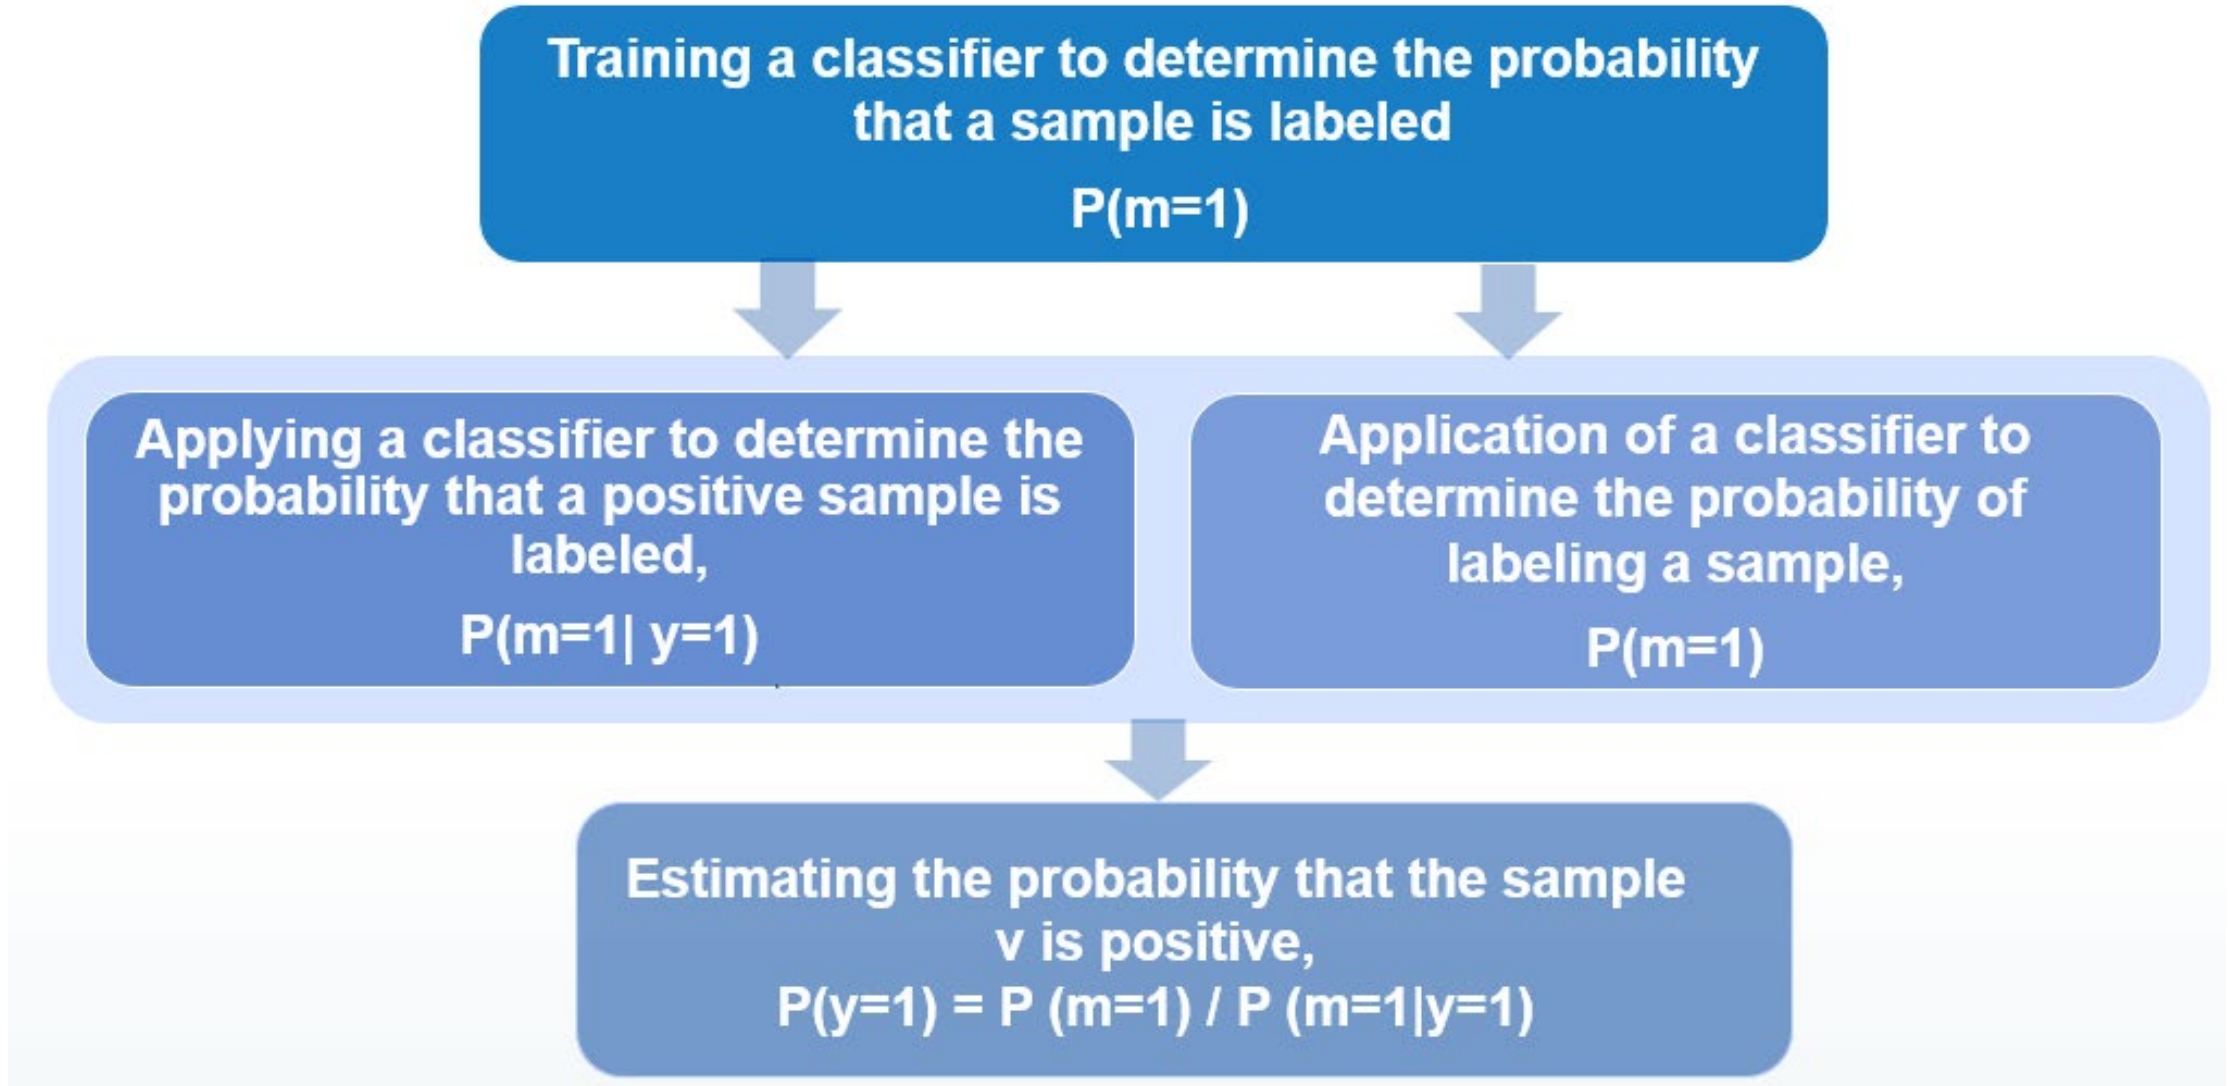 Training a classifier to determine the probability
that a sample is labeled
P(m=1)
Applying a classifier to determine the
probability that a positive sample is
labeled,
P(m=1| y=1)
Application of a classifier to
determine the probability of
labeling a sample,
P(m=1)
Estimating the probability that the sample
v is positive,
P(y=1) = P (m=1) / P (m=1|y=1)